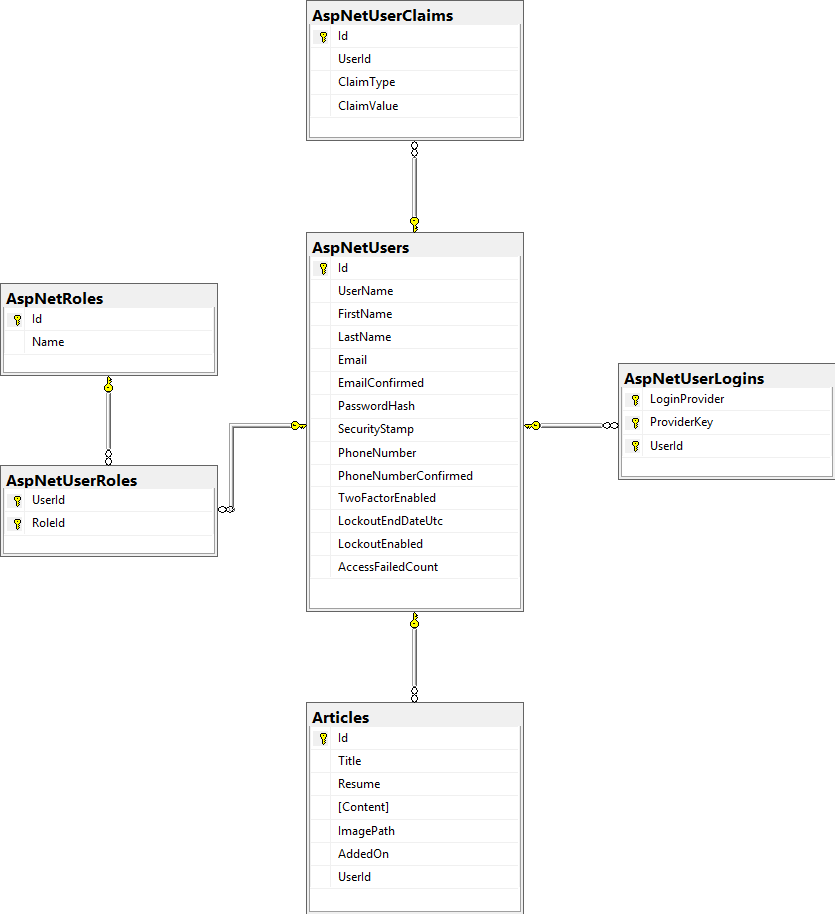 AspNetUserClaims
Id
UserId
ClaimType
ClaimValue
AspNetUsers
Id
UserName
FirstName
LastName
Email
EmailConfirmed
PasswordHash
SecurityStamp
PhoneNumber
PhoneNumberConfirmed
TwoFactorEnabled
LockoutEndDateUtc
LockoutEnabled
AccessFailedCount
AspNetRoles
Id
Name
AspNetUserRoles
UserId
RoleId
AspNetUserLogins
LoginProvider
ProviderKey
UserId
Articles
Id
Title
Resume
[Content]
ImagePath
AddedOn
UserId